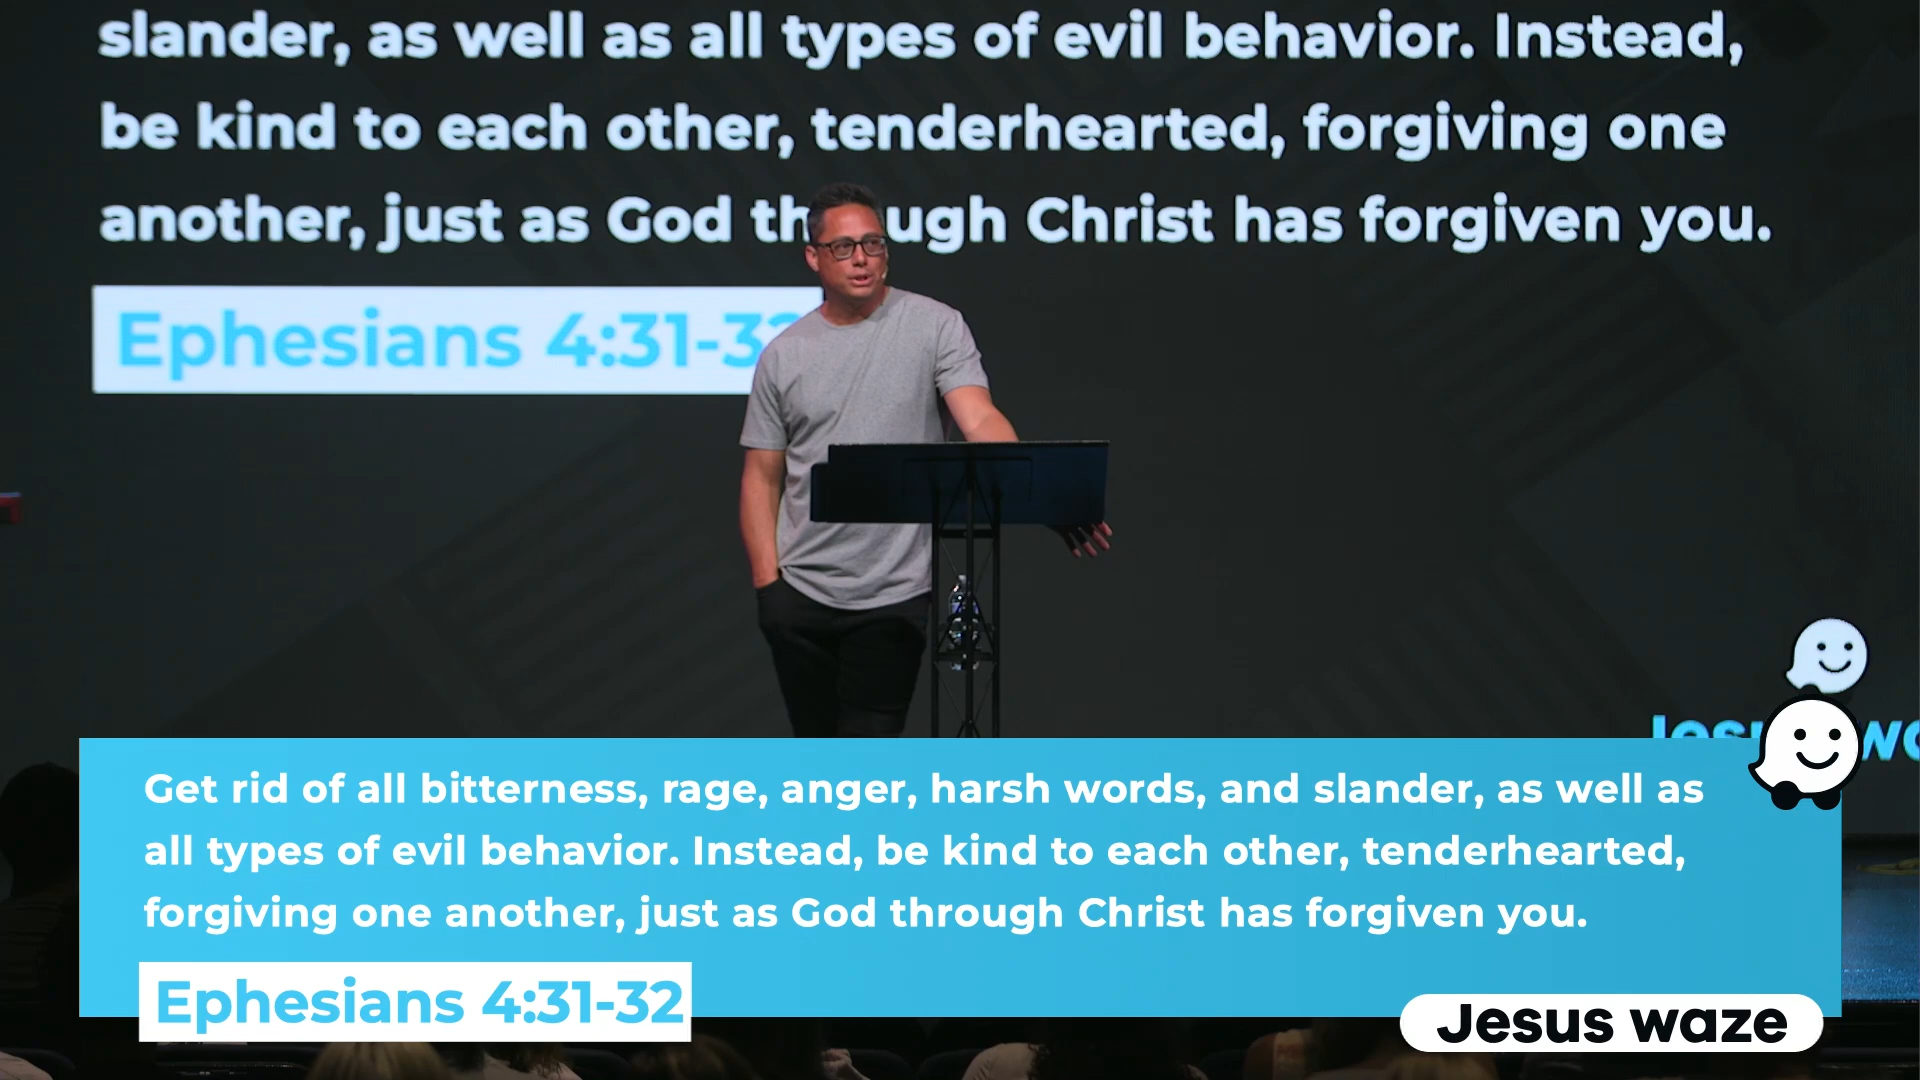 slander, as well as all types of evil behavior. Instead,
be kind to each other, tenderhearted, forgiving one
another, just as God through Christ has forgiven you.
Ephesians 4:31-32
Get rid of all bitterness, rage, anger, harsh words, and slander, as well as
all types of evil behavior. Instead, be kind to each other, tenderhearted,
forgiving one another, just as God through Christ has forgiven you.
Ephesians 4:31-32
Jesus waze